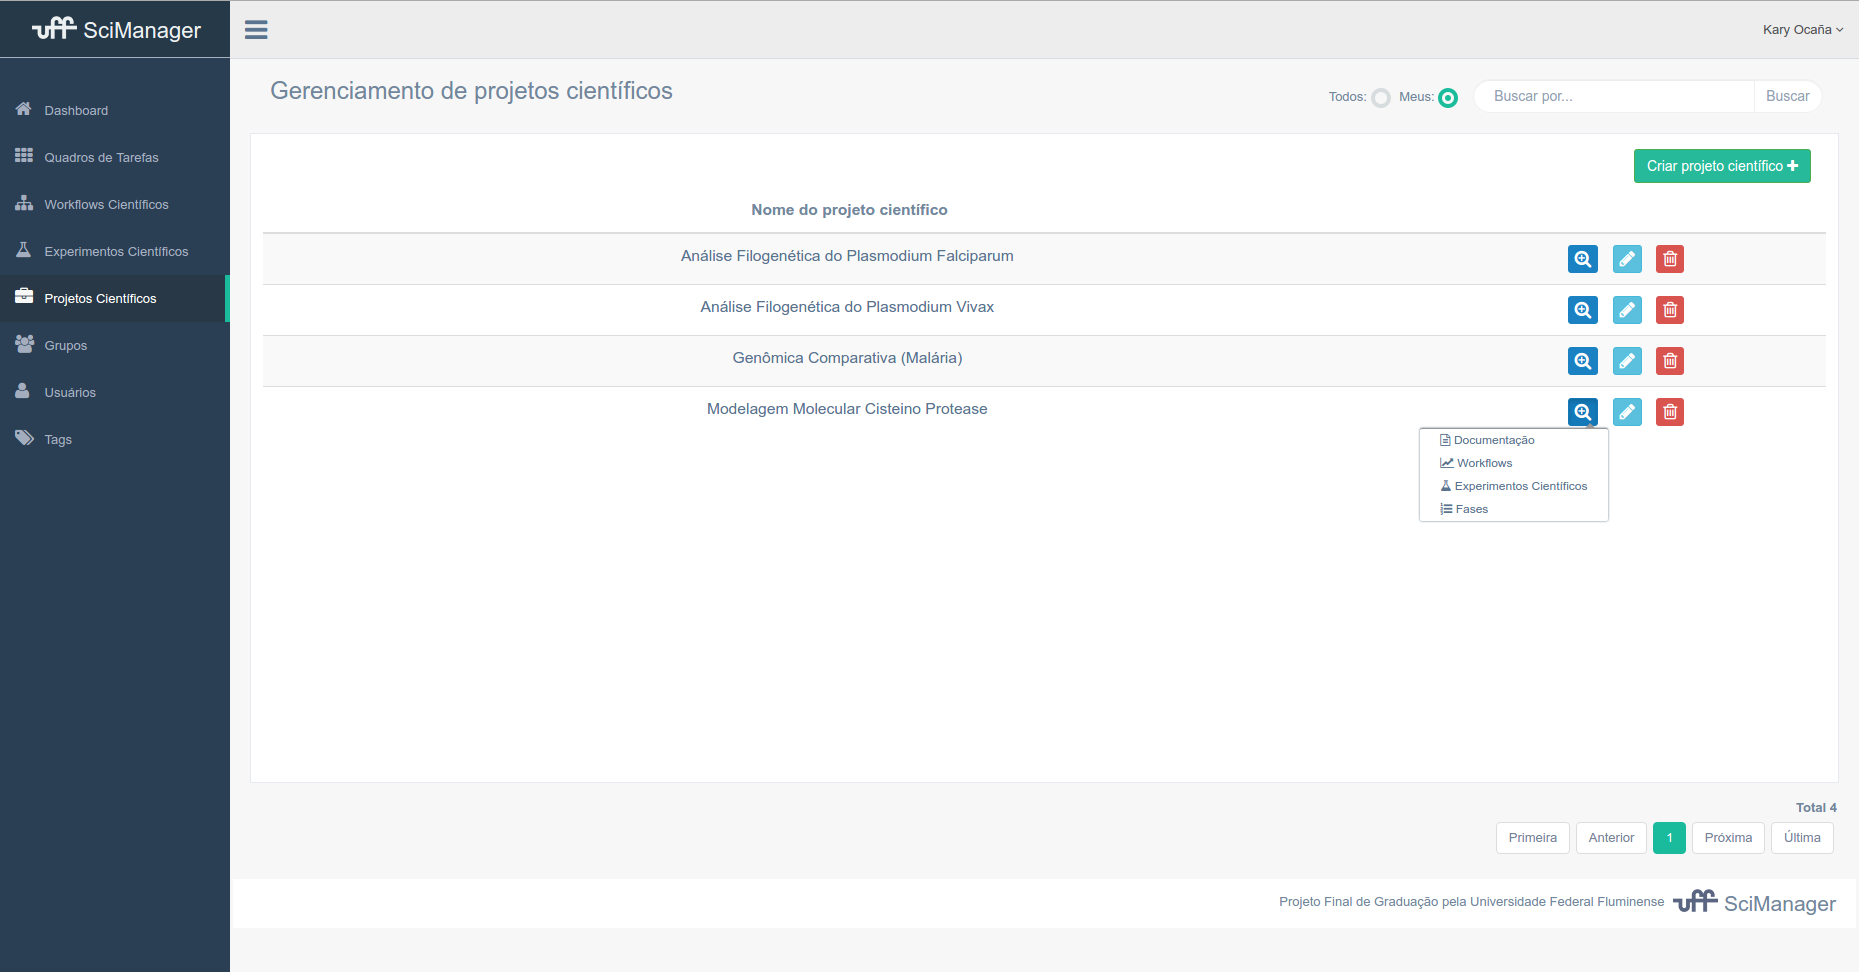 uff SciManager
Kary Ocaña
Dashboard
Quadros de Tarefas
Workflows Científicos
Experimentos Científicos
Projetos Científicos
Grupos
Usuários
Tags
Gerenciamento de projetos científicos
Todos: Meus: Buscar por... Buscar
Criar projeto científico
Nome do projeto científico
Análise Filogenética do Plasmodium Falciparum
Análise Filogenética do Plasmodium Vivax
Genômica Comparativa (Malária)
Modelagem Molecular Cisteino Protease
Documentação
Workflows
Experimentos Científicos
Fases
Total 4
Primeira Anterior 1 Próxima Última
Projeto Final de Graduação pela Universidade Federal Fluminense uff SciManager